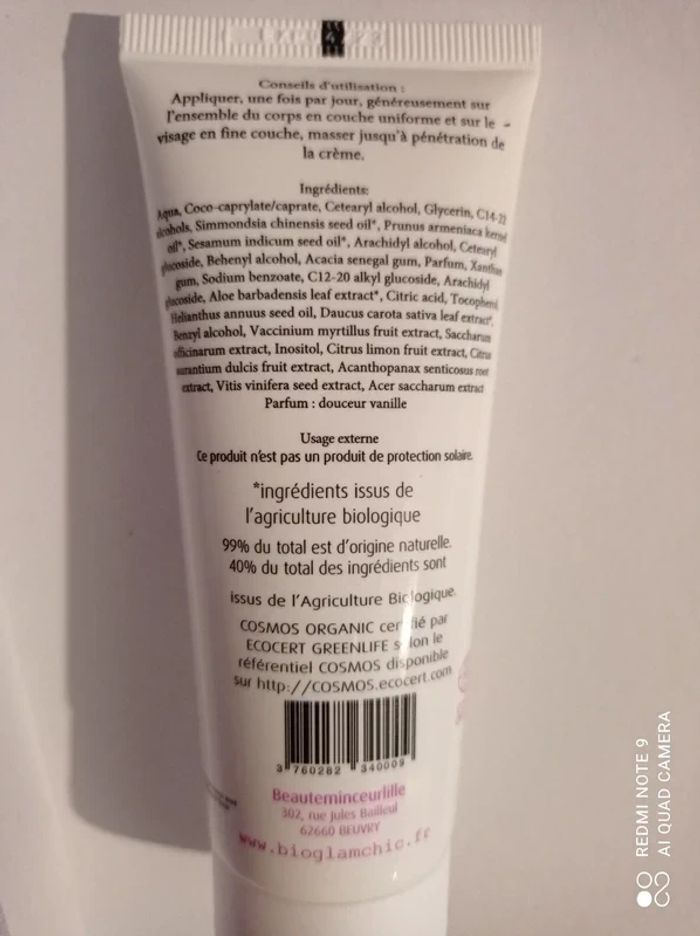 Conseils d'utilisation :
Appliquer, une fois par jour, généreusement sur
l'ensemble du corps en couche uniforme et sur le
visage en fine couche, masser jusqu'à pénétration de
la crème.
Ingrédients:
Aqua, Coco-caprylate/caprate, Cetearyl alcohol, Glycerin, C14-22
alcohols, Simmondsia chinensis seed oil*, Prunus armeniaca kernel
oil*, Sesamum indicum seed oil*, Arachidyl alcohol, Cetearyl
glucoside, Behenyl alcohol, Acacia senegal gum, Parfum, Xanthan
gum, Sodium benzoate, C12-20 alkyl glucoside, Arachidyl
glucoside, Aloe barbadensis leaf extract*, Citric acid, Tocopherol,
Helianthus annuus seed oil, Daucus carota sativa leaf extract*,
Benzyl alcohol, Vaccinium myrtillus fruit extract, Saccharum
officinarum extract, Inositol, Citrus limon fruit extract, Citrus
aurantium dulcis fruit extract, Acanthopanax senticosus root
extract, Vitis vinifera seed extract, Acer saccharum extract
Parfum : douceur vanille
Usage externe
Ce produit n'est pas un produit de protection solaire.
*ingrédients issus de
l'agriculture biologique
99% du total est d'origine naturelle.
40% du total des ingrédients sont
issus de l'Agriculture Biologique.
COSMOS ORGANIC certifié par
ECOCERT GREENLIFE selon le
référentiel COSMOS disponible
sur http://COSMOS.ecocert.com
3 760282 340009
Beauteminceurlille
302, rue Jules Bailleul
62660 BEUVRY
www.bioglamchic.fr
REDMI NOTE 9
AI QUAD CAMERA